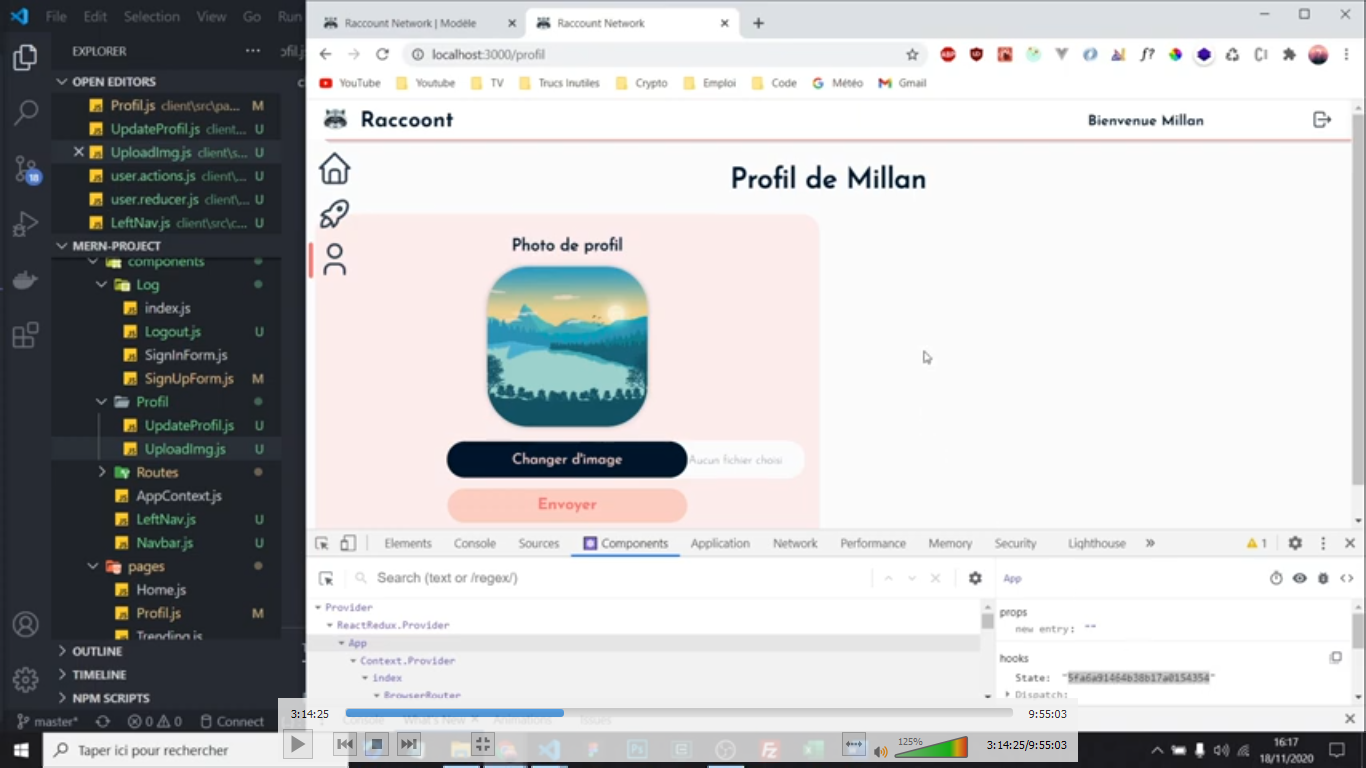 File Edit Selection View Go Run
Raccount Network | Modèle
Raccount Network
EXPLORER
localhost:3000/profil
OPEN EDITORS
YouTube Youtube TV Trucs Inutiles Crypto Emploi Code Météo Gmail
Profil.js client\src\pa... M
UpdateProfil.js client... U
UploadImg.js client\s... U
user.actions.js client\... U
user.reducer.js client\... U
LeftNav.js client\src\c... U
Raccoont
Bienvenue Millan
Profil de Millan
Photo de profil
Changer d'image
Aucun fichier choisi
Envoyer
MERN-PROJECT
components
Log
index.js
Logout.js U
SignInForm.js
SignUpForm.js M
Profil
UpdateProfil.js U
UploadImg.js U
Routes
AppContext.js
LeftNav.js U
Navbar.js U
pages
Home.js
Profil.js M
Trending.js
OUTLINE
TIMELINE
NPM SCRIPTS
18
master* 0 0 Connect
Elements Console Sources Components Application Network Performance Memory Security Lighthouse 1
Search (text or /regex/)
App
Provider
ReactRedux.Provider
App
Context.Provider
index
BrowserRouter
props
new entry: ""
hooks
State: "5fa6a91464b38b17a0154354"
Dispatch:
Console What's New Animations Issues
3:14:25 9:55:03
125%
3:14:25/9:55:03
Taper ici pour rechercher
16:17
18/11/2020